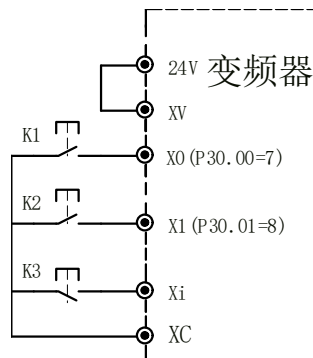 24V 变频器
XV
K1
X0(P30.00=7)
K2
X1(P30.01=8)
K3
Xi
XC